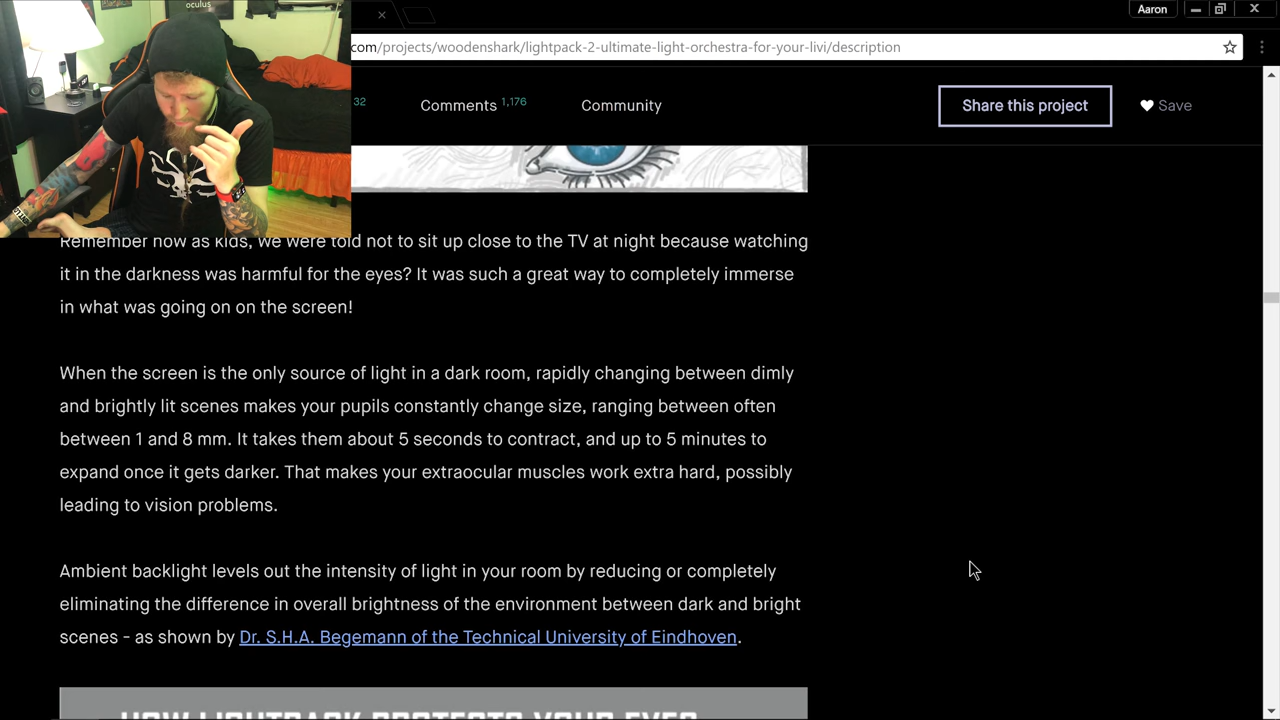 oculus
Aaron
com/projects/woodenshark/lightpack-2-ultimate-light-orchestra-for-your-livi/description
32
Comments 1,176
Community
Share this project
Save
Remember how as kids, we were told not to sit up close to the TV at night because watching
it in the darkness was harmful for the eyes? It was such a great way to completely immerse
in what was going on on the screen!
When the screen is the only source of light in a dark room, rapidly changing between dimly
and brightly lit scenes makes your pupils constantly change size, ranging between often
between 1 and 8 mm. It takes them about 5 seconds to contract, and up to 5 minutes to
expand once it gets darker. That makes your extraocular muscles work extra hard, possibly
leading to vision problems.
Ambient backlight levels out the intensity of light in your room by reducing or completely
eliminating the difference in overall brightness of the environment between dark and bright
scenes - as shown by Dr. S.H.A. Begemann of the Technical University of Eindhoven.
HOW LIGHTPACK PROTECTS YOUR EYES